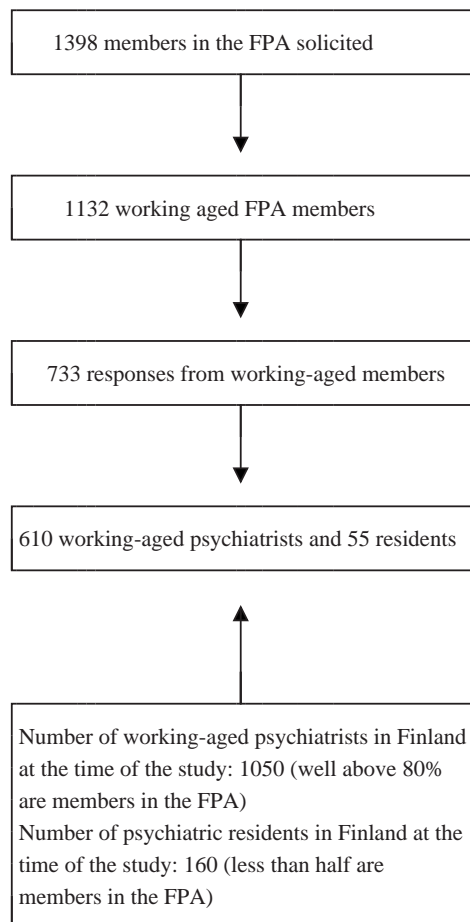 1398 members in the FPA solicited
1132 working aged FPA members
733 responses from working-aged members
610 working-aged psychiatrists and 55 residents
Number of working-aged psychiatrists in Finland
at the time of the study: 1050 (well above 80%
are members in the FPA)
Number of psychiatric residents in Finland at the
time of the study: 160 (less than half are
members in the FPA)